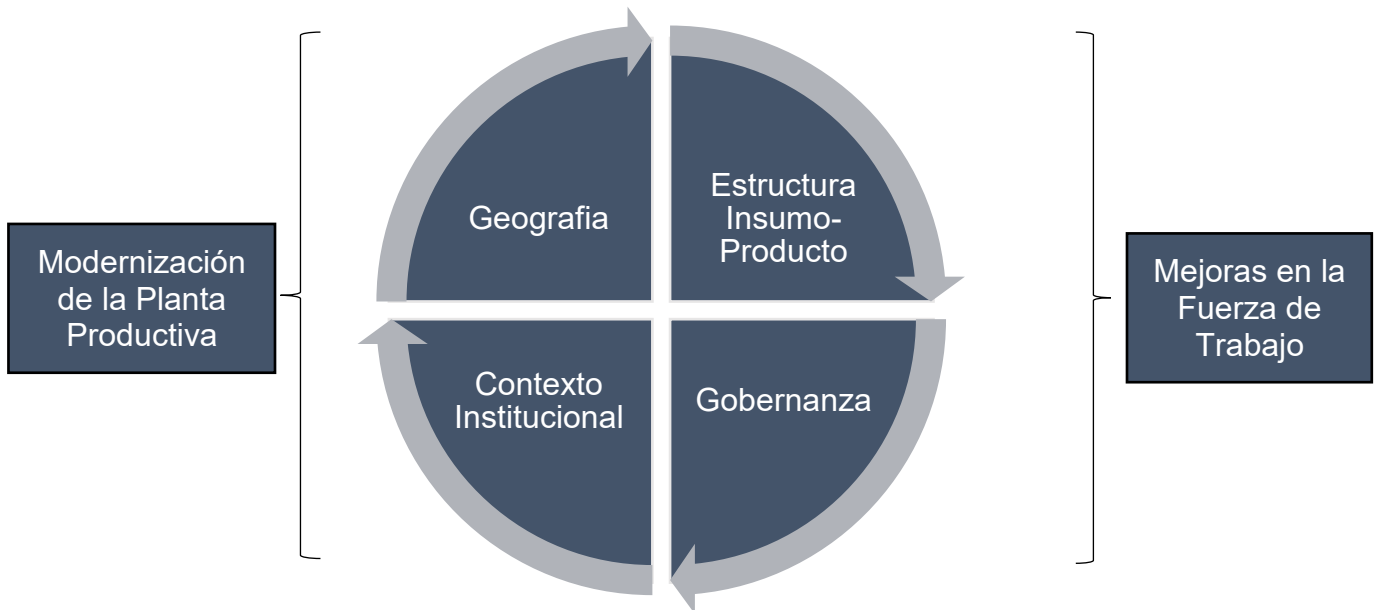 Modernización
de la Planta
Productiva
Geografia
Estructura
Insumo-
Producto
Contexto
Institucional
Gobernanza
Mejoras en la
Fuerza de
Trabajo